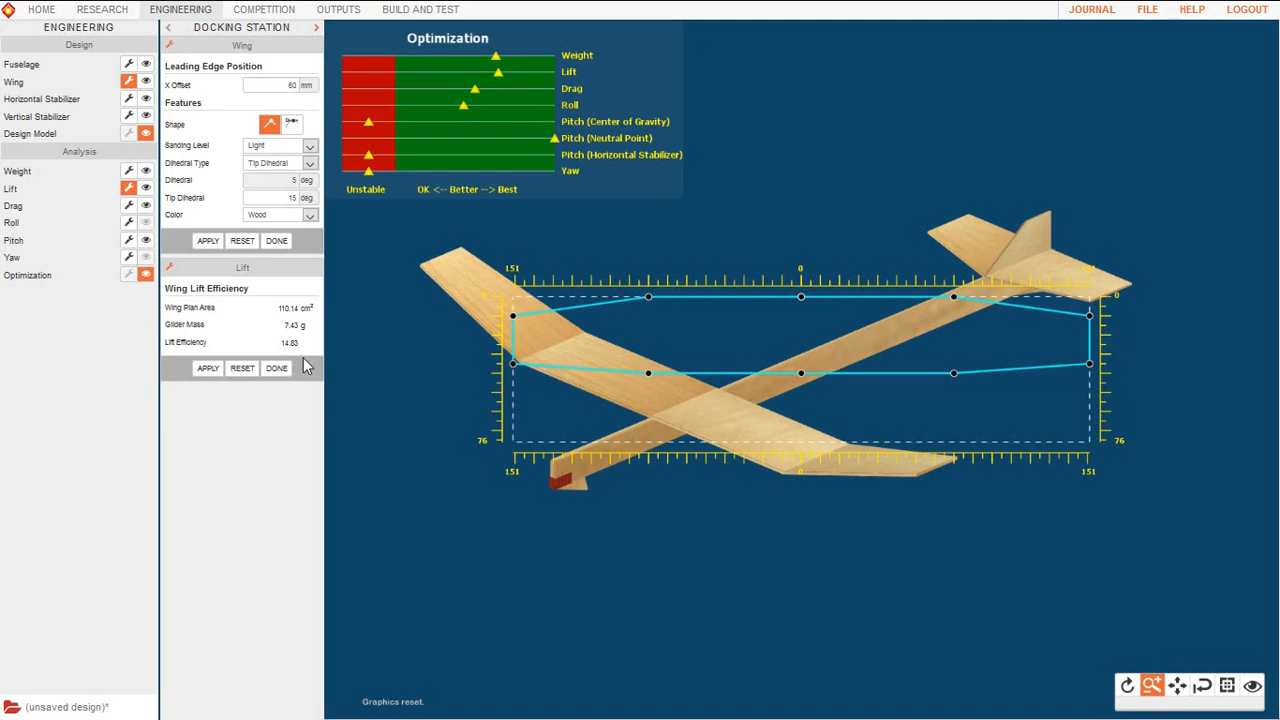 HOME RESEARCH ENGINEERING COMPETITION OUTPUTS BUILD AND TEST JOURNAL FILE HELP LOGOUT
ENGINEERING
Design
Fuselage
Wing
Horizontal Stabilizer
Vertical Stabilizer
Design Model
Analysis
Weight
Lift
Drag
Roll
Pitch
Yaw
Optimization
(unsaved design)*
DOCKING STATION
Wing
Leading Edge Position
X Offset 60 mm
Features
Shape
Sanding Level Light
Dihedral Type Tip Dihedral
Dihedral 5 deg
Tip Dihedral 15 deg
Color Wood
APPLY RESET DONE
Lift
Wing Lift Efficiency
Wing Plan Area 110.14 cm²
Glider Mass 7.43 g
Lift Efficiency 14.83
APPLY RESET DONE
Optimization
Weight
Lift
Drag
Roll
Pitch (Center of Gravity)
Pitch (Neutral Point)
Pitch (Horizontal Stabilizer)
Yaw
Unstable OK <-- Better --> Best
151 0
0 0
76 76
151 0 151
Graphics reset.